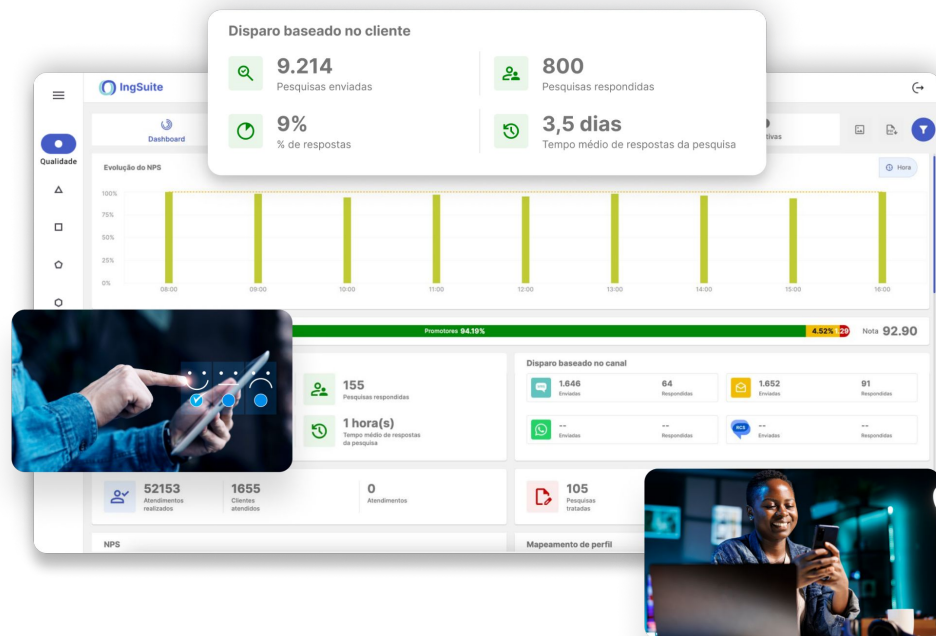 Disparo baseado no cliente
9.214
Pesquisas enviadas
800
Pesquisas respondidas
9%
% de respostas
3,5 dias
Tempo médio de respostas da pesquisa
IngSuite
Dashboard
Qualidade
Evolução do NPS
Hora
100%
75%
50%
25%
0%
08:00
09:00
10:00
11:00
12:00
13:00
14:00
15:00
16:00
Promotores 94.19%
4.52%
29
Nota 92.90
155
Pesquisas respondidas
1 hora(s)
Tempo médio de respostas
da pesquisa
Disparo baseado no canal
1.646
Enviadas
64
Respondidas
1.652
Enviadas
91
Respondidas
--
Enviadas
--
Respondidas
RCS
--
Enviadas
--
Respondidas
52153
Atendimentos
realizados
1655
Clientes
atendidos
0
Atendimentos
105
Pesquisas
tratadas
NPS
Mapeamento de perfil